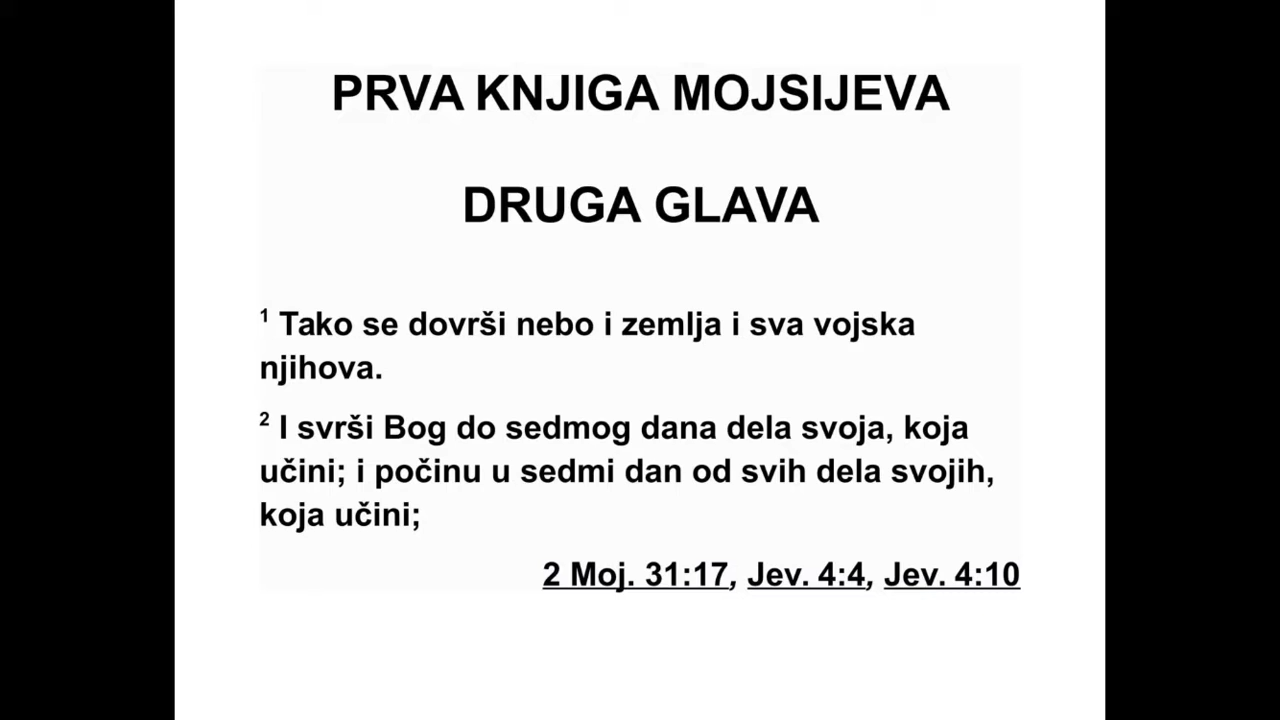 PRVA KNJIGA MOJSIJEVA
DRUGA GLAVA
1 Tako se dovrši nebo i zemlja i sva vojska
njihova.
2 I svrši Bog do sedmog dana dela svoja, koja
učini; i počinu u sedmi dan od svih dela svojih,
koja učini;
2 Moj. 31:17, Jev. 4:4, Jev. 4:10